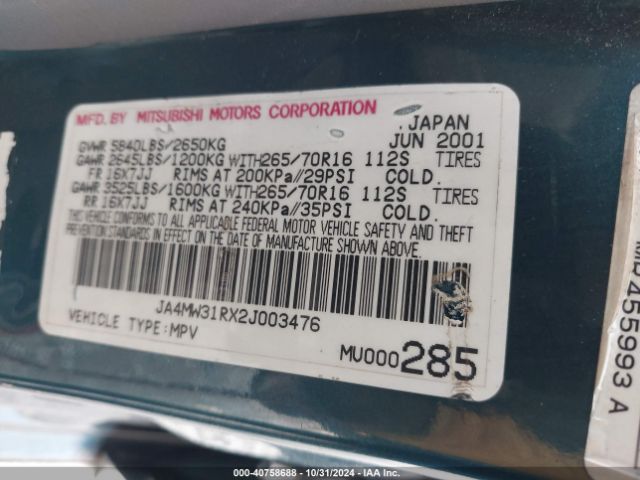 MFD. BY MITSUBISHI MOTORS CORPORATION
. JAPAN
GVWR 5840LBS/2650KG JUN 2001
GAWR 2645LBS/1200KG WITH265/70R16 112S TIRES
FR 16X7JJ RIMS AT 200KPa//29PSI COLD.
GAWR 3525LBS/1600KG WITH265/70R16 112S TIRES
RR 16X7JJ RIMS AT 240KPa//35PSI COLD.
THIS VEHICLE CONFORMS TO ALL APPLICABLE FEDERAL MOTOR VEHICLE SAFETY AND THEFT
PREVENTION STANDARDS IN EFFECT ON THE DATE OF MANUFACTURE SHOWN ABOVE.
JA4MW31RX2J003476
VEHICLE TYPE:MPV
MU000285
455993 A
000-40758688 - 10/31/2024 - IAA Inc.